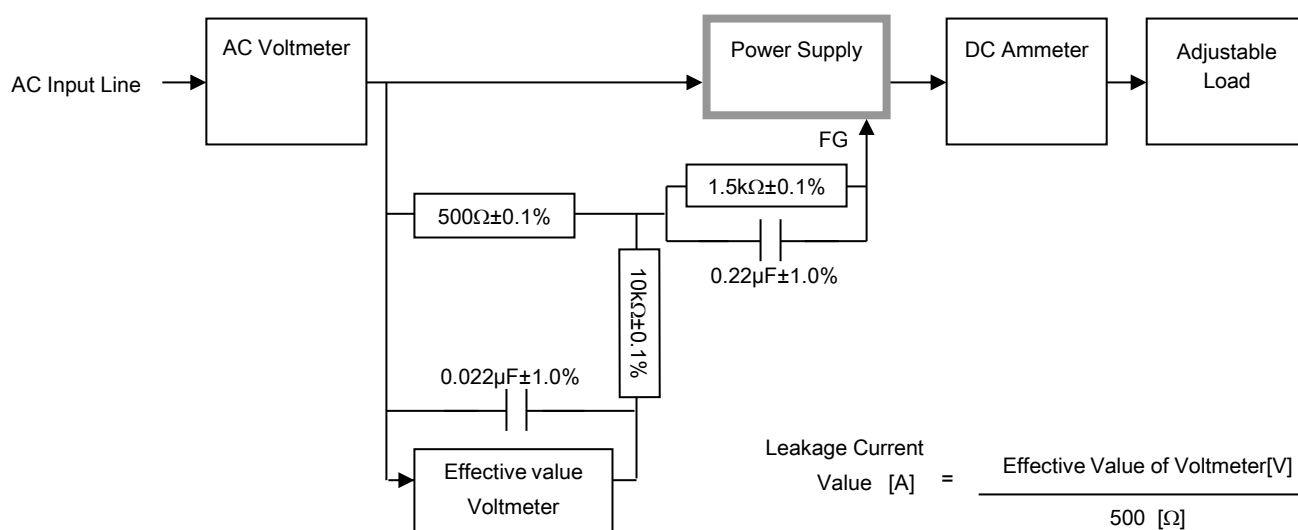 AC Voltmeter
Power Supply
DC Ammeter
Adjustable
Load
AC Input Line
FG
1.5kΩ±0.1%
500Ω±0.1%
0.22µF±1.0%
10kΩ±0.1%
0.022µF±1.0%
Effective value
Voltmeter
Leakage Current
Value [A] = Effective Value of Voltmeter[V]
500 [Ω]